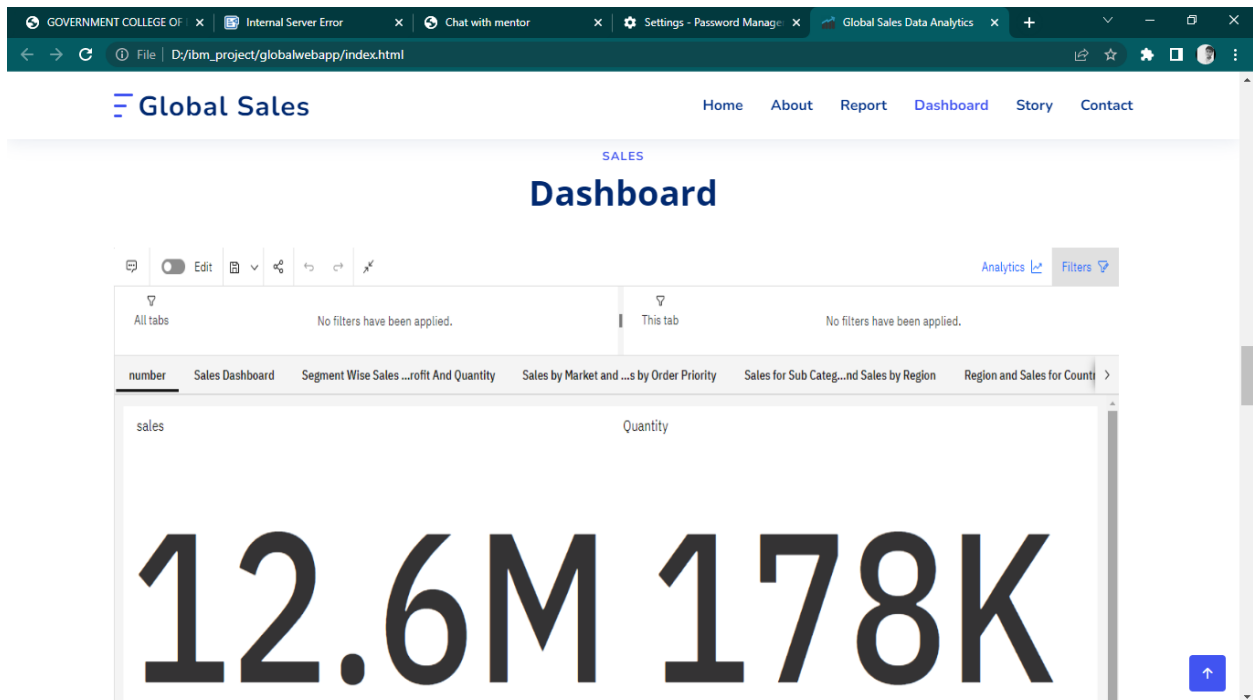 GOVERNMENT COLLEGE OF
Internal Server Error
Chat with mentor
Settings - Password Manage
Global Sales Data Analytics
File | D:/ibm_project/globalwebapp/index.html
Global Sales
Home About Report Dashboard Story Contact
SALES
Dashboard
Edit
Analytics Filters
All tabs No filters have been applied. This tab No filters have been applied.
number Sales Dashboard Segment Wise Sales ...rofit And Quantity Sales by Market and ...s by Order Priority Sales for Sub Categ...nd Sales by Region Region and Sales for Countr
sales Quantity
12.6M 178K